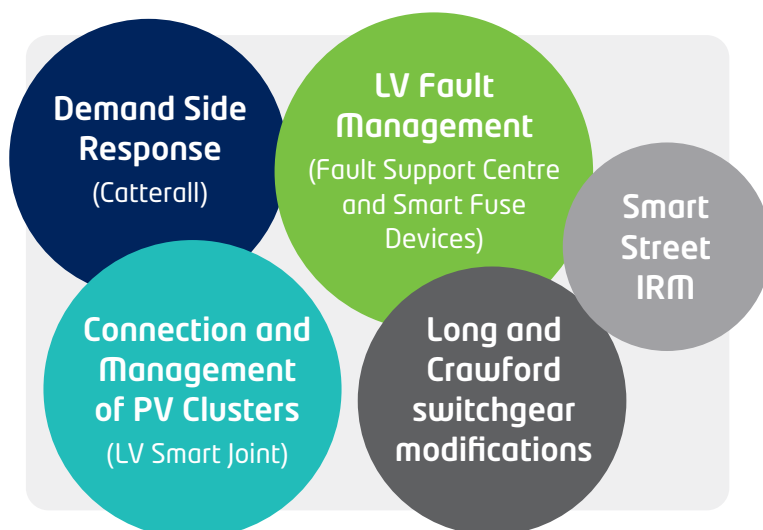 Demand Side
Response
(Catterall)
LV Fault
Management
(Fault Support Centre
and Smart Fuse
Devices)
Smart
Street
IRM
Connection and
Management
of PV Clusters
(LV Smart Joint)
Long and
Crawford
switchgear
modifications